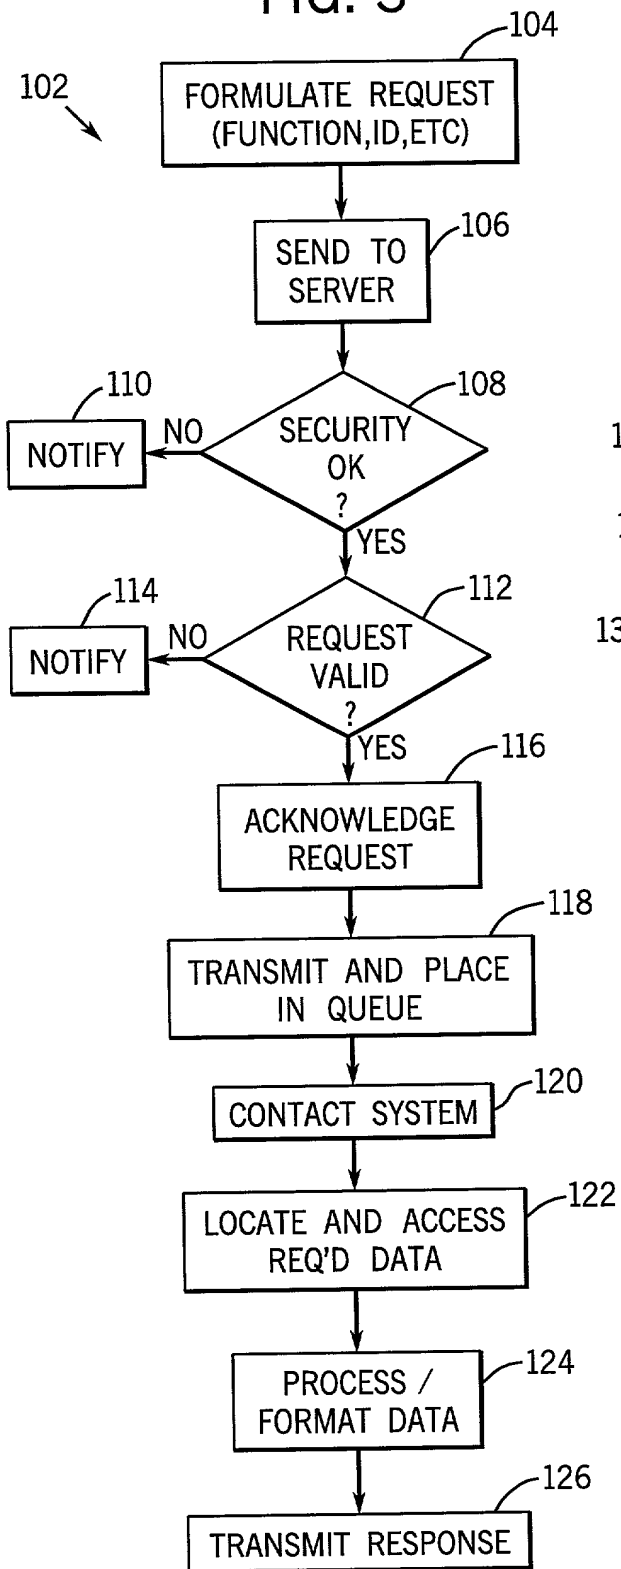 104
102
FORMULATE REQUEST
(FUNCTION,ID,ETC)
106
SEND TO
SERVER
110
108
NOTIFY
NO
SECURITY
OK
?
YES
114
112
NOTIFY
NO
REQUEST
VALID
?
YES
116
ACKNOWLEDGE
REQUEST
118
TRANSMIT AND PLACE
IN QUEUE
120
CONTACT SYSTEM
122
LOCATE AND ACCESS
REQ'D DATA
124
PROCESS /
FORMAT DATA
126
TRANSMIT RESPONSE